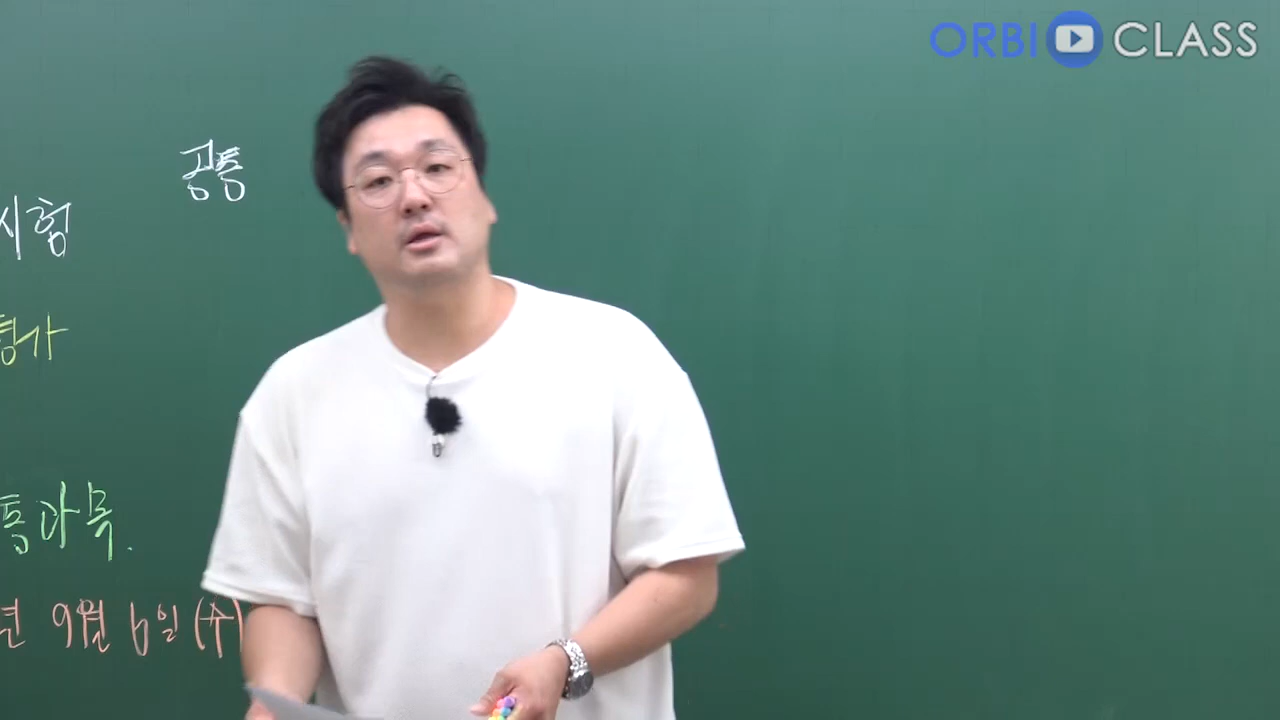 ORBI CLASS
공통
시험
평가
통과목.
년 9월 6일 (수)